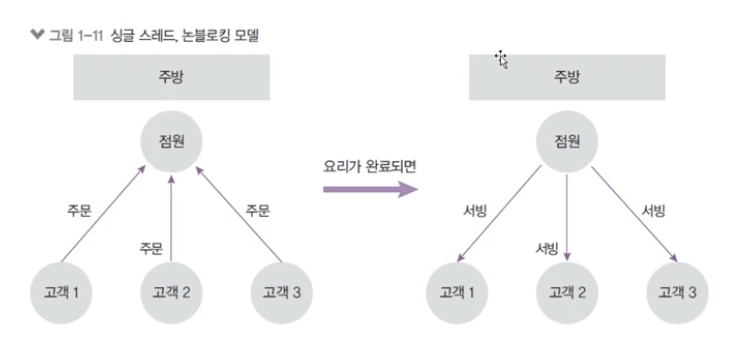 그림 1-11 싱글 스레드, 논블로킹 모델
주방
점원
주문
주문
주문
고객 1
고객 2
고객 3
요리가 완료되면
주방
점원
서빙
서빙
서빙
고객 1
고객 2
고객 3